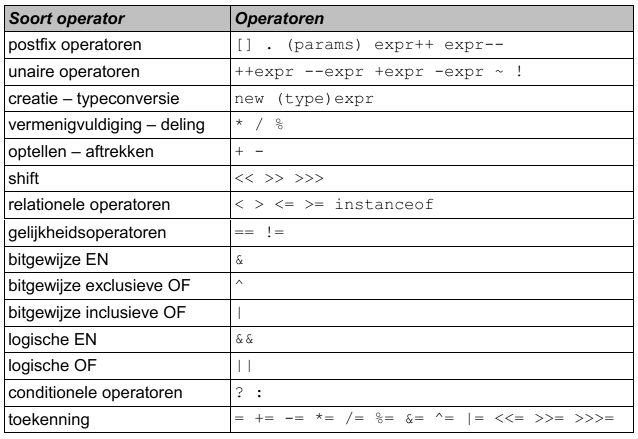 Soort operator Operatoren
postfix operatoren [] . (params) expr++ expr--
unaire operatoren ++expr --expr +expr -expr ~ !
creatie – typeconversie new (type)expr
vermenigvuldiging – deling * / %
optellen – aftrekken + -
shift << >> >>>
relationele operatoren < > <= >= instanceof
gelijkheidsoperatoren == !=
bitgewijze EN &
bitgewijze exclusieve OF ^
bitgewijze inclusieve OF |
logische EN &&
logische OF ||
conditionele operatoren ? :
toekenning = += -= *= /= %= &= ^= |= <<= >>= >>>=